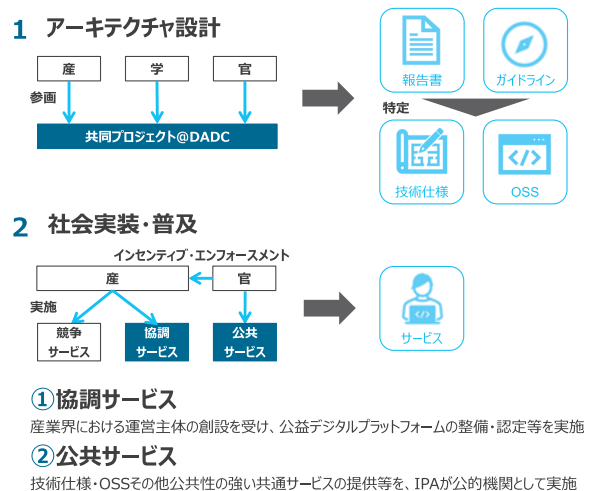 1 アーキテクチャ設計
産 学 官
参画
共同プロジェクト@DADC
報告書 ガイドライン
特定
</>
技術仕様 OSS
2 社会実装・普及
インセンティブ・エンフォースメント
産 官
実施
競争 協調 公共
サービス サービス サービス
</>
サービス
①協調サービス
産業界における運営主体の創設を受け、公益デジタルプラットフォームの整備・認定等を実施
②公共サービス
技術仕様・OSSその他公共性の強い共通サービスの提供等を、IPAが公的機関として実施